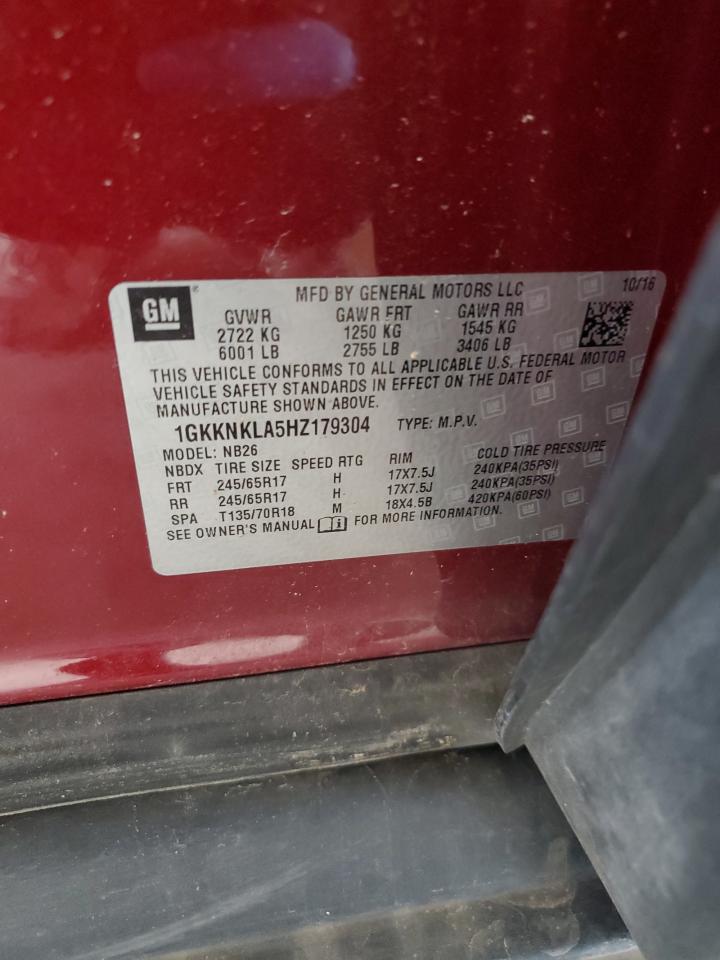 GM
MFD BY GENERAL MOTORS LLC 10/16
GVWR GAWR FRT GAWR RR
2722 KG 1250 KG 1545 KG
6001 LB 2755 LB 3406 LB
THIS VEHICLE CONFORMS TO ALL APPLICABLE U.S. FEDERAL MOTOR
VEHICLE SAFETY STANDARDS IN EFFECT ON THE DATE OF
MANUFACTURE SHOWN ABOVE.
1GKKNKLA5HZ179304 TYPE: M.P.V.
MODEL: NB26
NBDX TIRE SIZE SPEED RTG RIM COLD TIRE PRESSURE
FRT 245/65R17 H 17X7.5J 240KPA(35PSI)
RR 245/65R17 H 17X7.5J 240KPA(35PSI)
SPA T135/70R18 M 18X4.5B 420KPA(60PSI)
SEE OWNER'S MANUAL FOR MORE INFORMATION.